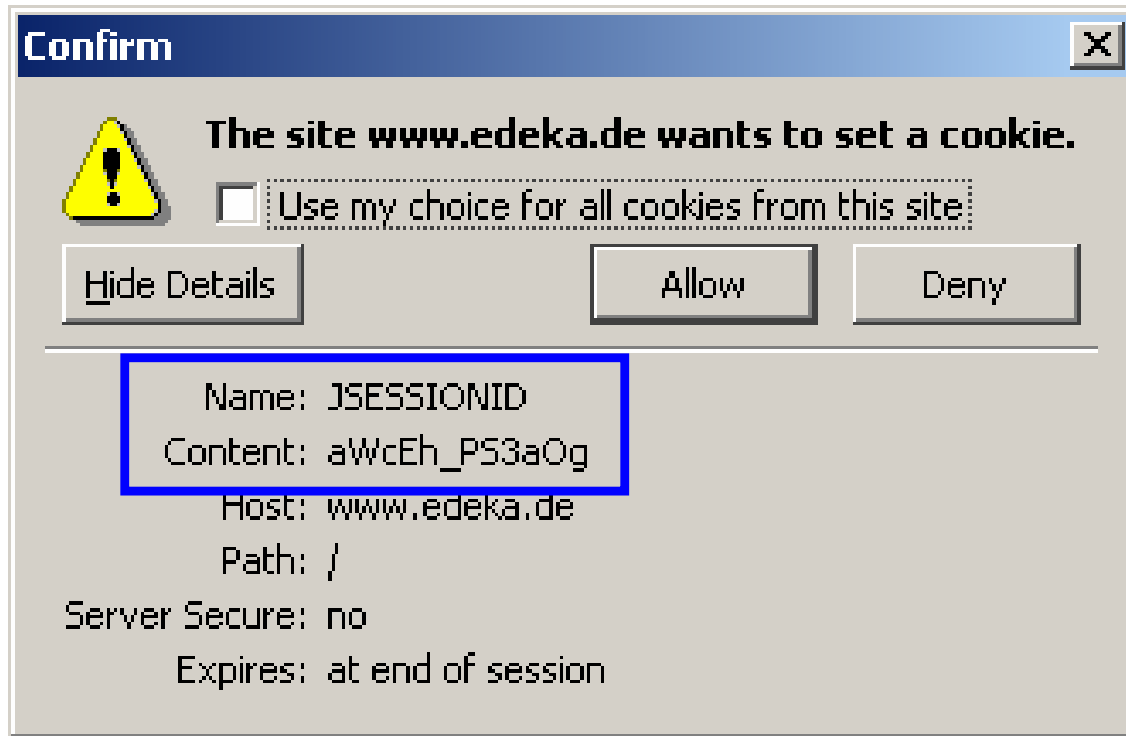 Confirm
The site www.edeka.de wants to set a cookie.
Use my choice for all cookies from this site
Hide Details Allow Deny
Name: JSESSIONID
Content: aWcEh_PS3aOg
Host: www.edeka.de
Path: /
Server Secure: no
Expires: at end of session